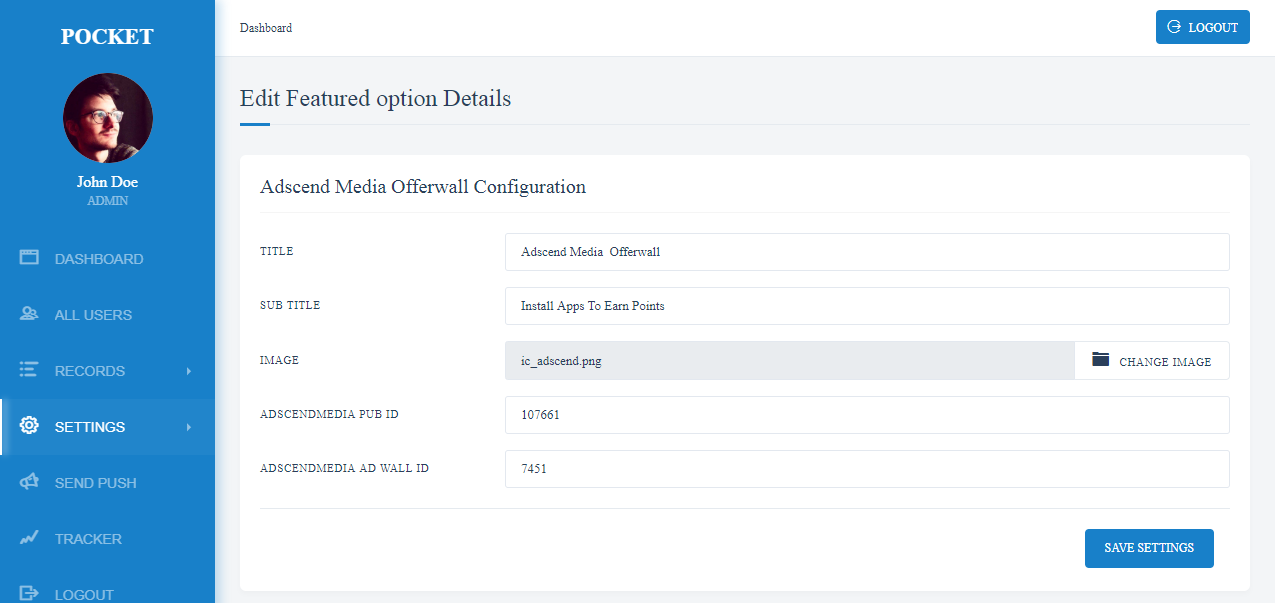 POCKET
John Doe
ADMIN
DASHBOARD
ALL USERS
RECORDS
SETTINGS
SEND PUSH
TRACKER
LOGOUT
Dashboard
LOGOUT
Edit Featured option Details
Adscend Media Offerwall Configuration
TITLE
Adscend Media  Offerwall
SUB TITLE
Install Apps To Earn Points
IMAGE
ic_adscend.png
CHANGE IMAGE
ADSCENDMEDIA PUB ID
107661
ADSCENDMEDIA AD WALL ID
7451
SAVE SETTINGS